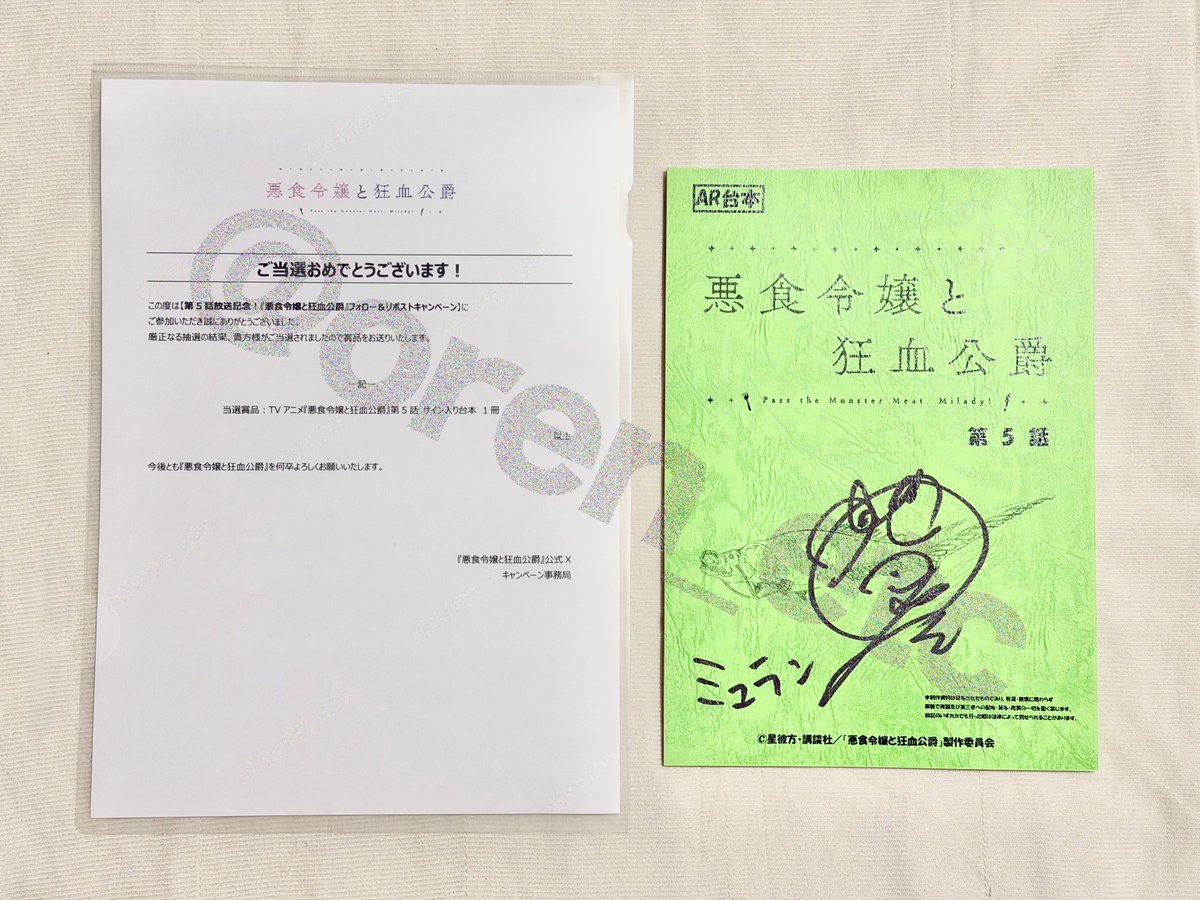 悪食令嬢と狂血公爵
Pass the Monster Meat, Milady!
ご当選おめでとうございます！
この度は【第5話放送記念！『悪食令嬢と狂血公爵』フォロー＆リポストキャンペーン】に
ご参加いただき誠にありがとうございました。
厳正なる抽選の結果、貴方様がご当選されましたので賞品をお送りいたします。
―記―
当選賞品：TVアニメ『悪食令嬢と狂血公爵』第5話 サイン入り台本 1冊
以上
今後とも『悪食令嬢と狂血公爵』を何卒よろしくお願いいたします。
『悪食令嬢と狂血公爵』公式X
キャンペーン事務局
AR台本
悪食令嬢と
狂血公爵
Pass the Monster Meat, Milady!
第5話
ミュラン
©星彼方・講談社／「悪食令嬢と狂血公爵」製作委員会